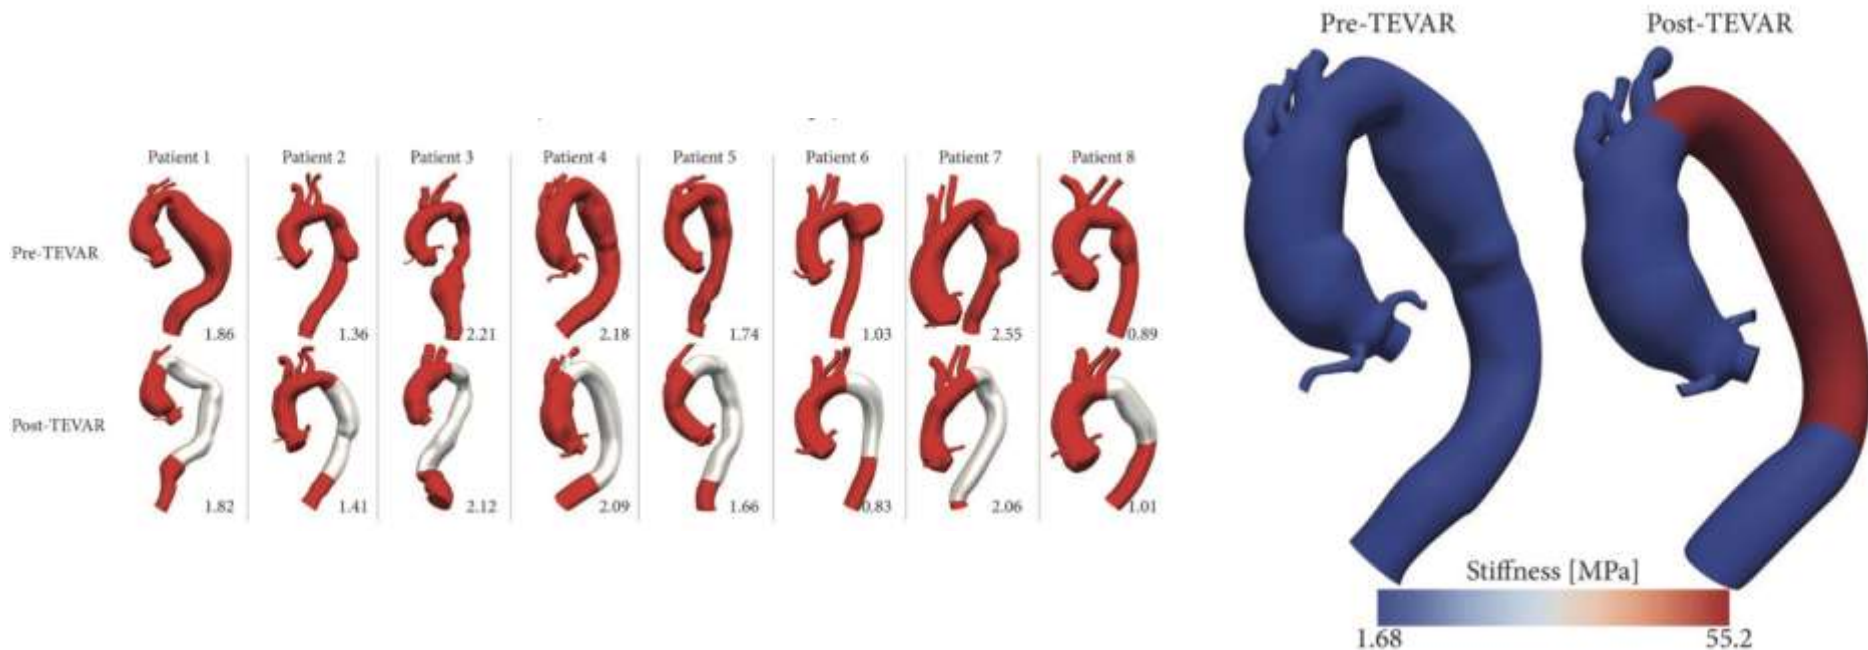 Patient 1 Patient 2 Patient 3 Patient 4 Patient 5 Patient 6 Patient 7 Patient 8
Pre-TEVAR
1.86 1.36 2.21 2.18 1.74 1.03 2.55 0.89
Post-TEVAR
1.82 1.41 2.12 2.09 1.66 0.83 2.06 1.01
Pre-TEVAR Post-TEVAR
Stiffness [MPa]
1.68 55.2